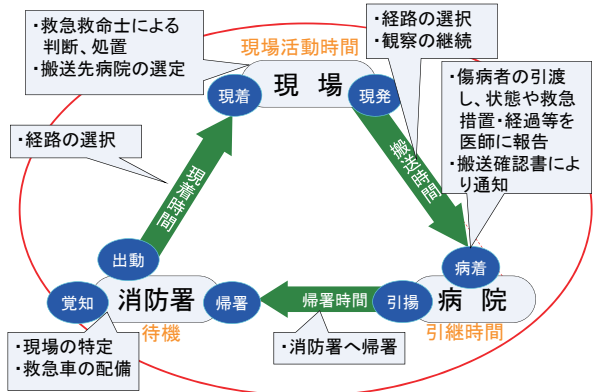 ・救急救命士による
判断、処置
・搬送先病院の選定
現場活動時間
・経路の選択
・観察の継続
現着
現 場
現発
・傷病者の引渡
し、状態や救急
措置・経過等を
医師に報告
・搬送確認書によ
り通知
・経路の選択
現着時間
搬送時間
出動
病着
覚知
消防署
帰署
帰署時間
引揚
病 院
待機
引継時間
・現場の特定
・救急車の配備
・消防署へ帰署